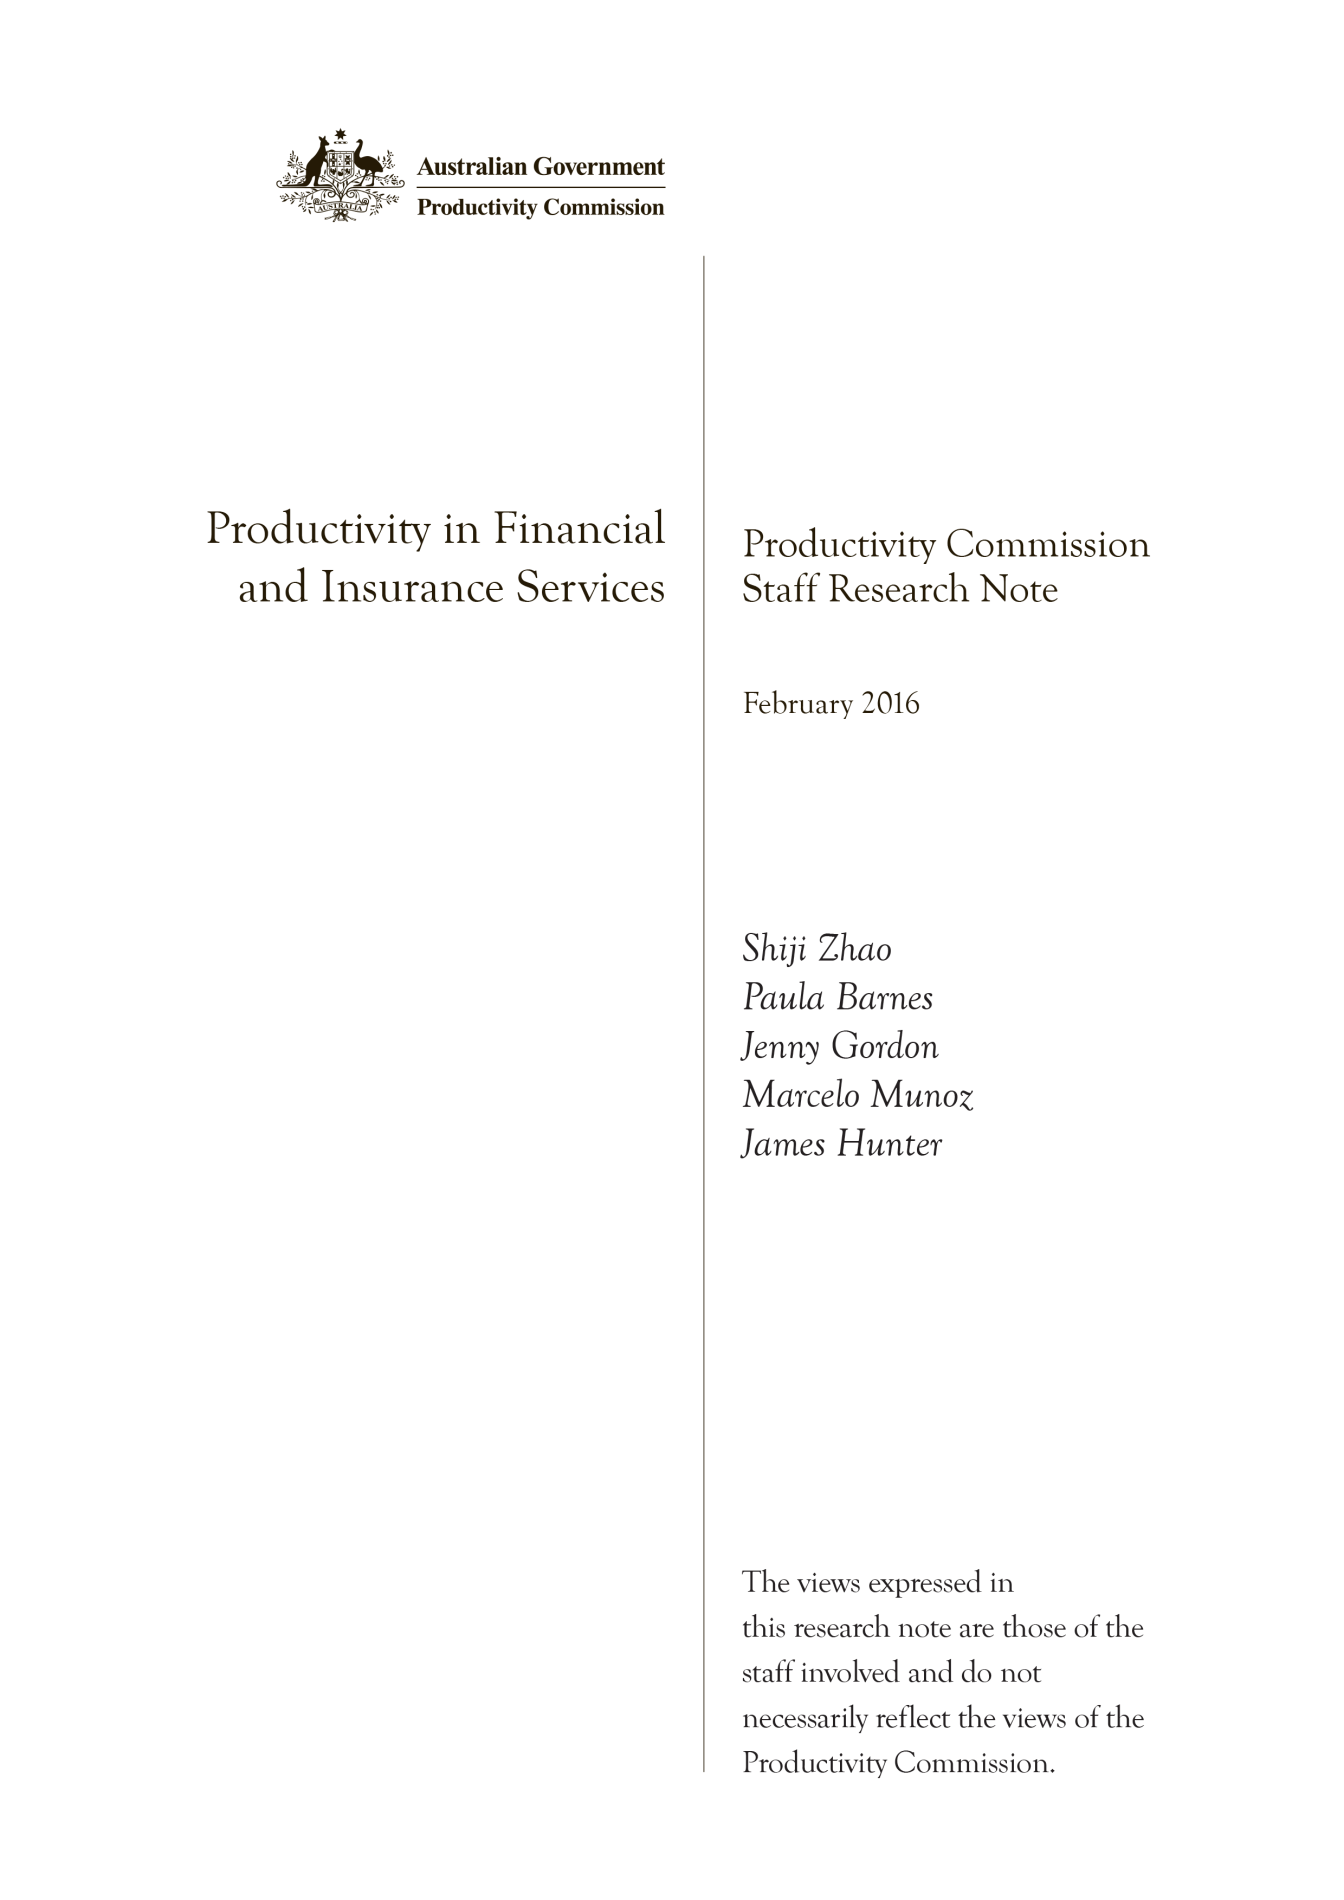 AUSTRALIA
Australian Government
Productivity Commission
Productivity in Financial
and Insurance Services
Productivity Commission
Staff Research Note
February 2016
Shiji Zhao
Paula Barnes
Jenny Gordon
Marcelo Munoz
James Hunter
The views expressed in
this research note are those of the
staff involved and do not
necessarily reflect the views of the
Productivity Commission.